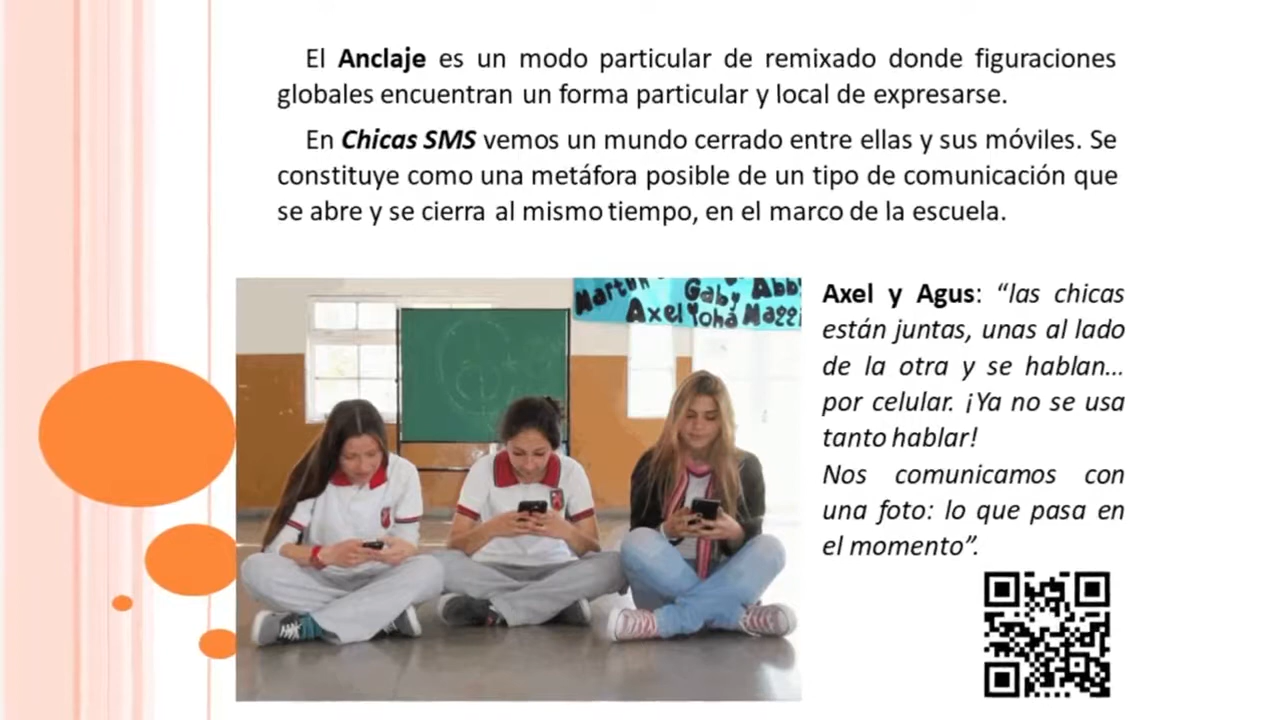 El Anclaje es un modo particular de remixado donde figuraciones
globales encuentran un forma particular y local de expresarse.
En Chicas SMS vemos un mundo cerrado entre ellas y sus móviles. Se
constituye como una metáfora posible de un tipo de comunicación que
se abre y se cierra al mismo tiempo, en el marco de la escuela.
Gaby Abb
Axel Yoha Mazzi
Axel y Agus: “las chicas
están juntas, unas al lado
de la otra y se hablan...
por celular. ¡Ya no se usa
tanto hablar!
Nos comunicamos con
una foto: lo que pasa en
el momento”.